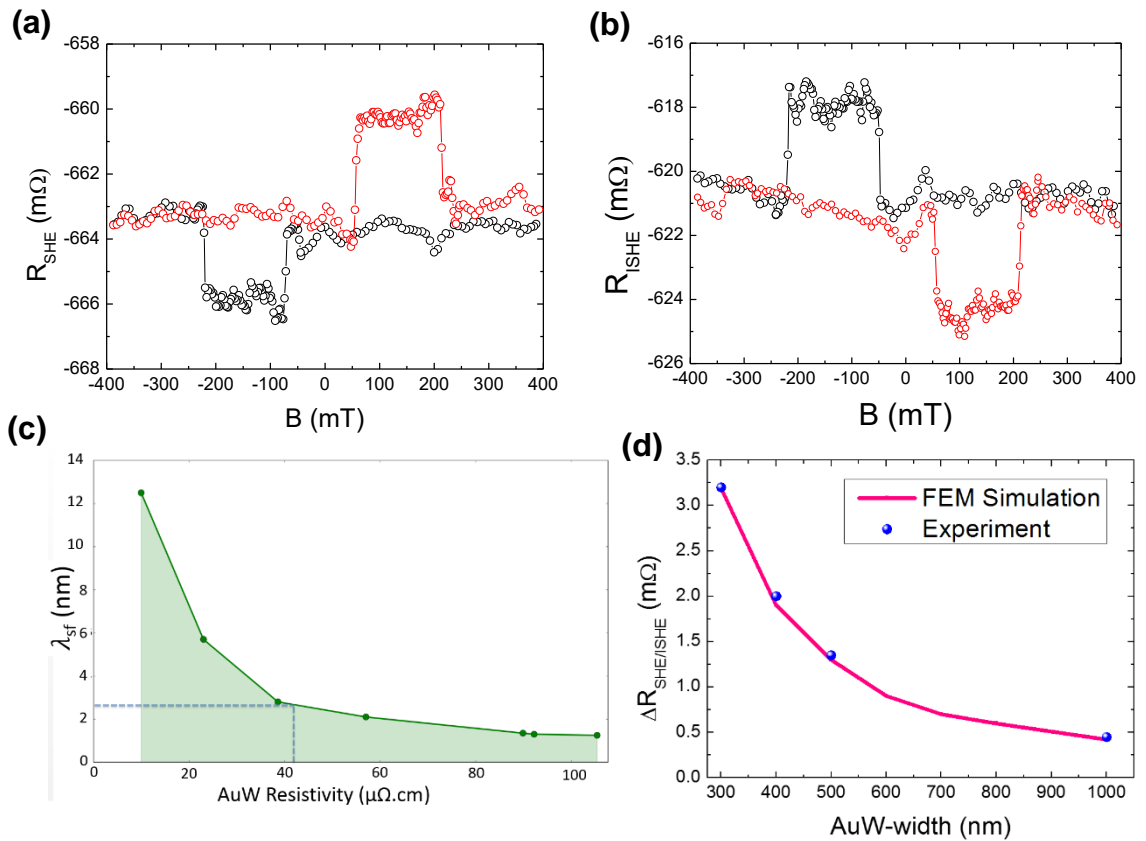 (a)
-658
-660
-662
-664
-666
-668
R_SHE (mΩ)
-400 -300 -200 -100 0 100 200 300 400
B (mT)
(b)
-616
-618
-620
-622
-624
-626
R_ISHE (mΩ)
-400 -300 -200 -100 0 100 200 300 400
B (mT)
(c)
14
12
10
8
6
4
2
0
λ_sf (nm)
0 20 40 60 80 100
AuW Resistivity (μΩ.cm)
(d)
3.5
3.0
2.5
2.0
1.5
1.0
0.5
0.0
ΔR_SHE/ISHE (mΩ)
FEM Simulation
Experiment
300 400 500 600 700 800 900 1000
AuW-width (nm)